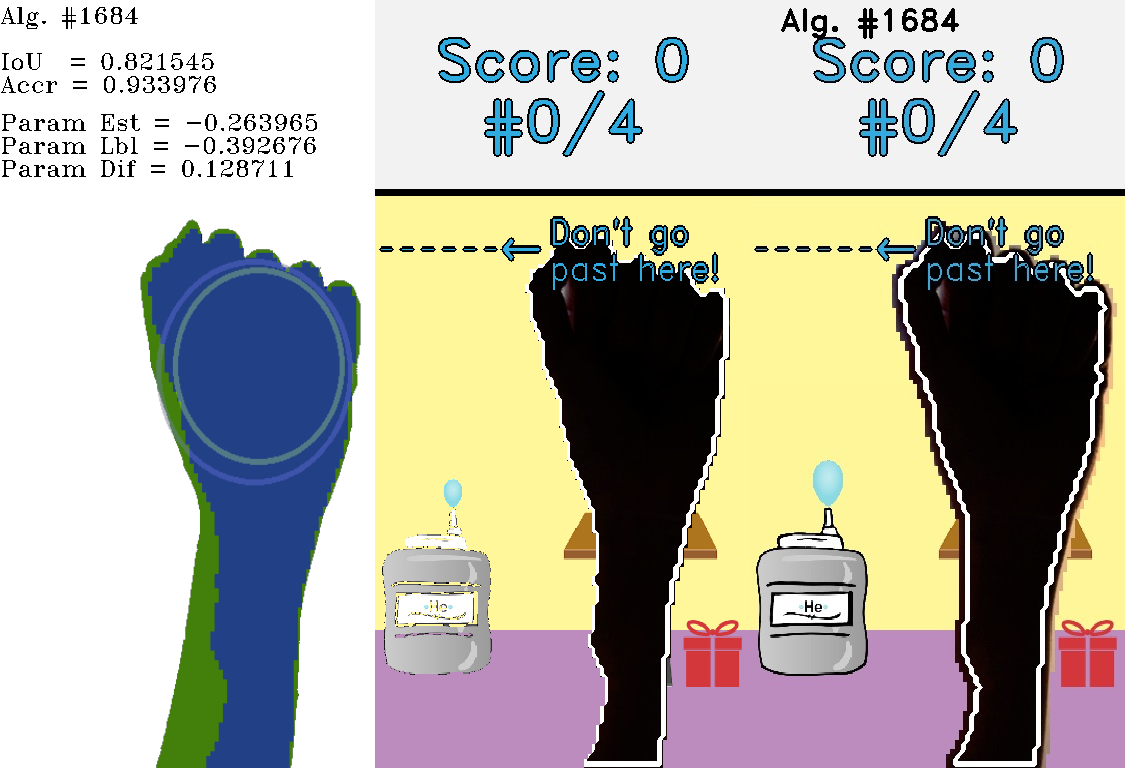 Alg. #1684
IoU = 0.821545
Accr = 0.933976
Param Est = -0.263965
Param Lbl = -0.392676
Param Dif = 0.128711
Score: 0
#0/4
Don't go
past here!
He
Alg. #1684
Score: 0
#0/4
Don't go
past here!
He